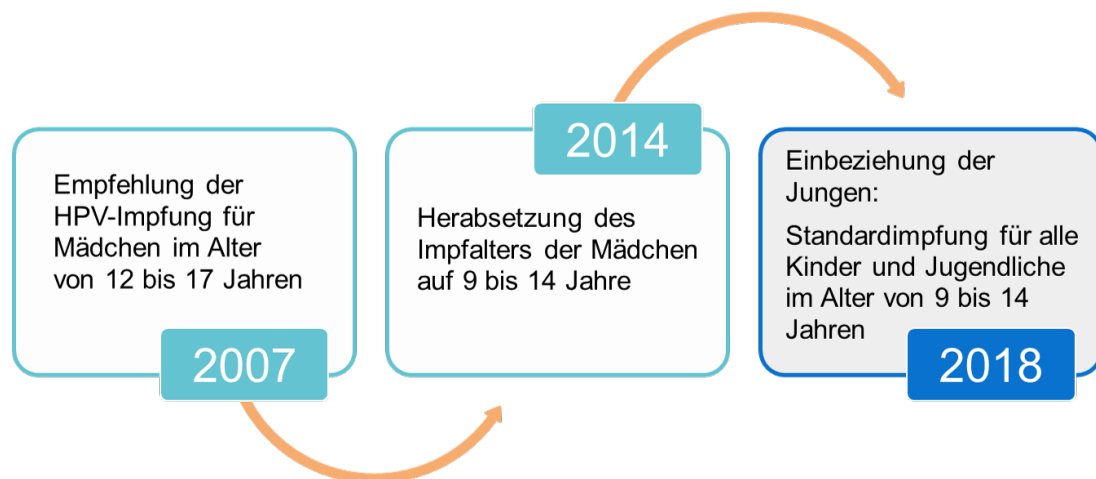 Empfehlung der
HPV-Impfung für
Mädchen im Alter
von 12 bis 17 Jahren
2007
2014
Herabsetzung des
Impfalters der Mädchen
auf 9 bis 14 Jahre
Einbeziehung der
Jungen:
Standardimpfung für alle
Kinder und Jugendliche
im Alter von 9 bis 14
Jahren
2018